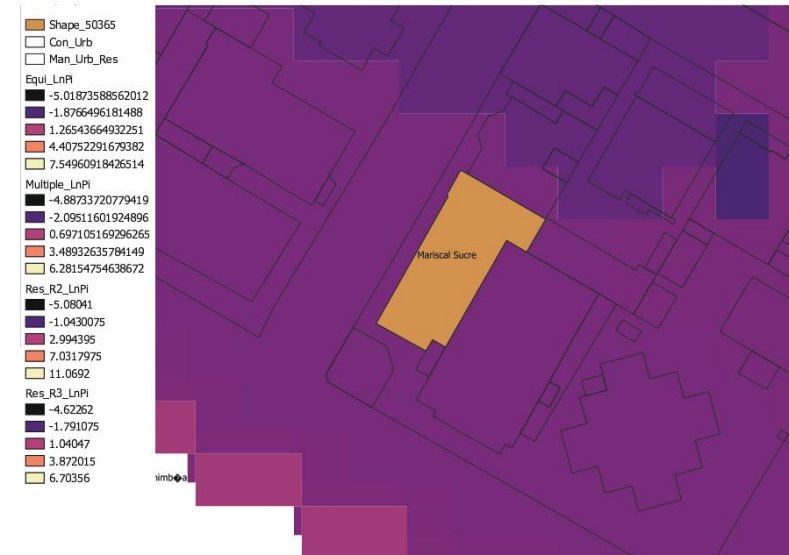 Shape_50365
Con_Urb
Man_Urb_Res
Equi_LnPi
-5.01873588562012
-1.8766496181488
1.26543664932251
4.40752291679382
7.54960918426514
Multiple_LnPi
-4.88733720779419
-2.09511601924896
0.697105169296265
3.48932635784149
6.28154754638672
Res_R2_LnPi
-5.08041
-1.0430075
2.994395
7.0317975
11.0692
Res_R3_LnPi
-4.62262
-1.791075
1.04047
3.872015
6.70356
Mariscal Sucre